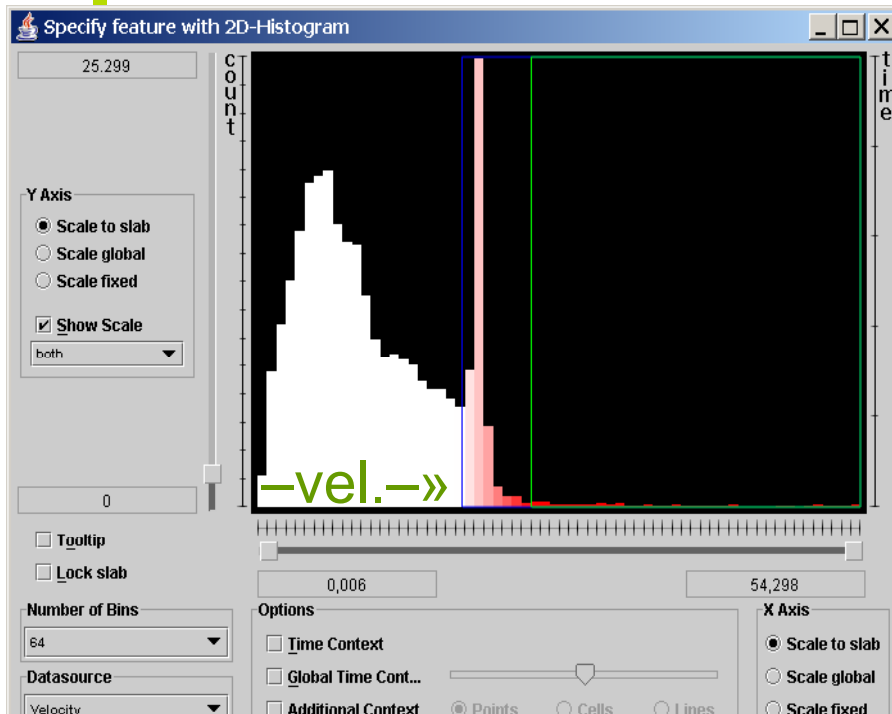 Specify feature with 2D-Histogram
25.299
count
time
Y Axis
Scale to slab
Scale global
Scale fixed
Show Scale
both
–vel.–»
0
Tooltip
Lock slab
0,006
54,298
Number of Bins
64
Options
Time Context
Global Time Cont...
Additional Context
Points
Cells
Lines
X Axis
Scale to slab
Scale global
Scale fixed
Datasource
Velocity